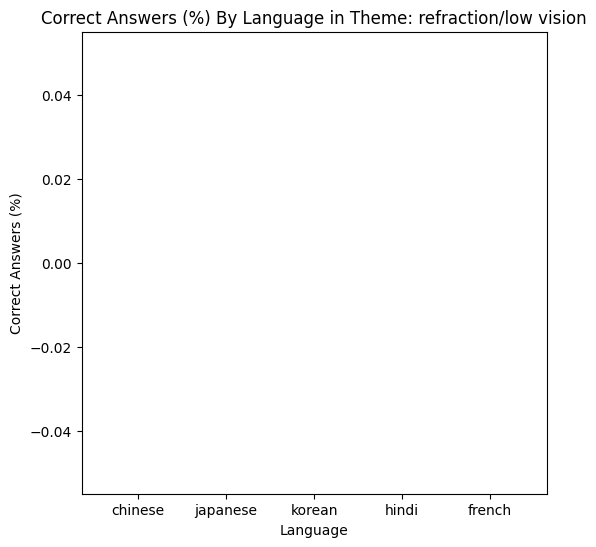 Correct Answers (%) By Language in Theme: refraction/low vision
0.04
0.02
0.00
−0.02
−0.04
Correct Answers (%)
chinese japanese korean hindi french
Language